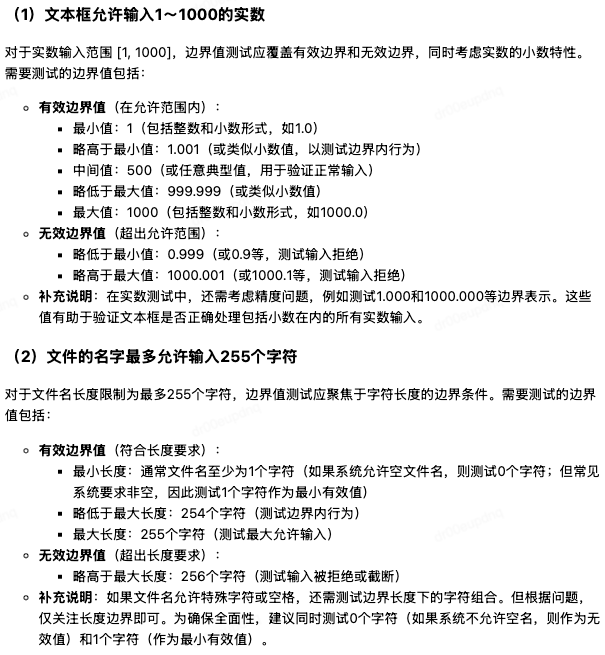 （1）文本框允许输入1～1000的实数
对于实数输入范围 [1, 1000]，边界值测试应覆盖有效边界和无效边界，同时考虑实数的小数特性。
需要测试的边界值包括：
有效边界值（在允许范围内）：
最小值：1（包括整数和小数形式，如1.0）
略高于最小值：1.001（或类似小数值，以测试边界内行为）
中间值：500（或任意典型值，用于验证正常输入）
略低于最大值：999.999（或类似小数值）
最大值：1000（包括整数和小数形式，如1000.0）
无效边界值（超出允许范围）：
略低于最小值：0.999（或0.9等，测试输入拒绝）
略高于最大值：1000.001（或1000.1等，测试输入拒绝）
补充说明：在实数测试中，还需考虑精度问题，例如测试1.000和1000.000等边界表示。这些
值有助于验证文本框是否正确处理包括小数在内的所有实数输入。
（2）文件的名字最多允许输入255个字符
对于文件名长度限制为最多255个字符，边界值测试应聚焦于字符长度的边界条件。需要测试的边界
值包括：
有效边界值（符合长度要求）：
最小长度：通常文件名至少为1个字符（如果系统允许空文件名，则测试0个字符；但常见
系统要求非空，因此测试1个字符作为最小有效值）
略低于最大长度：254个字符（测试边界内行为）
最大长度：255个字符（测试最大允许输入）
无效边界值（超出长度要求）：
略高于最大长度：256个字符（测试输入被拒绝或截断）
补充说明：如果文件名允许特殊字符或空格，还需测试边界长度下的字符组合。但根据问题，
仅关注长度边界即可。为确保全面性，建议同时测试0个字符（如果系统不允许空名，则作为无
效值）和1个字符（作为最小有效值）。